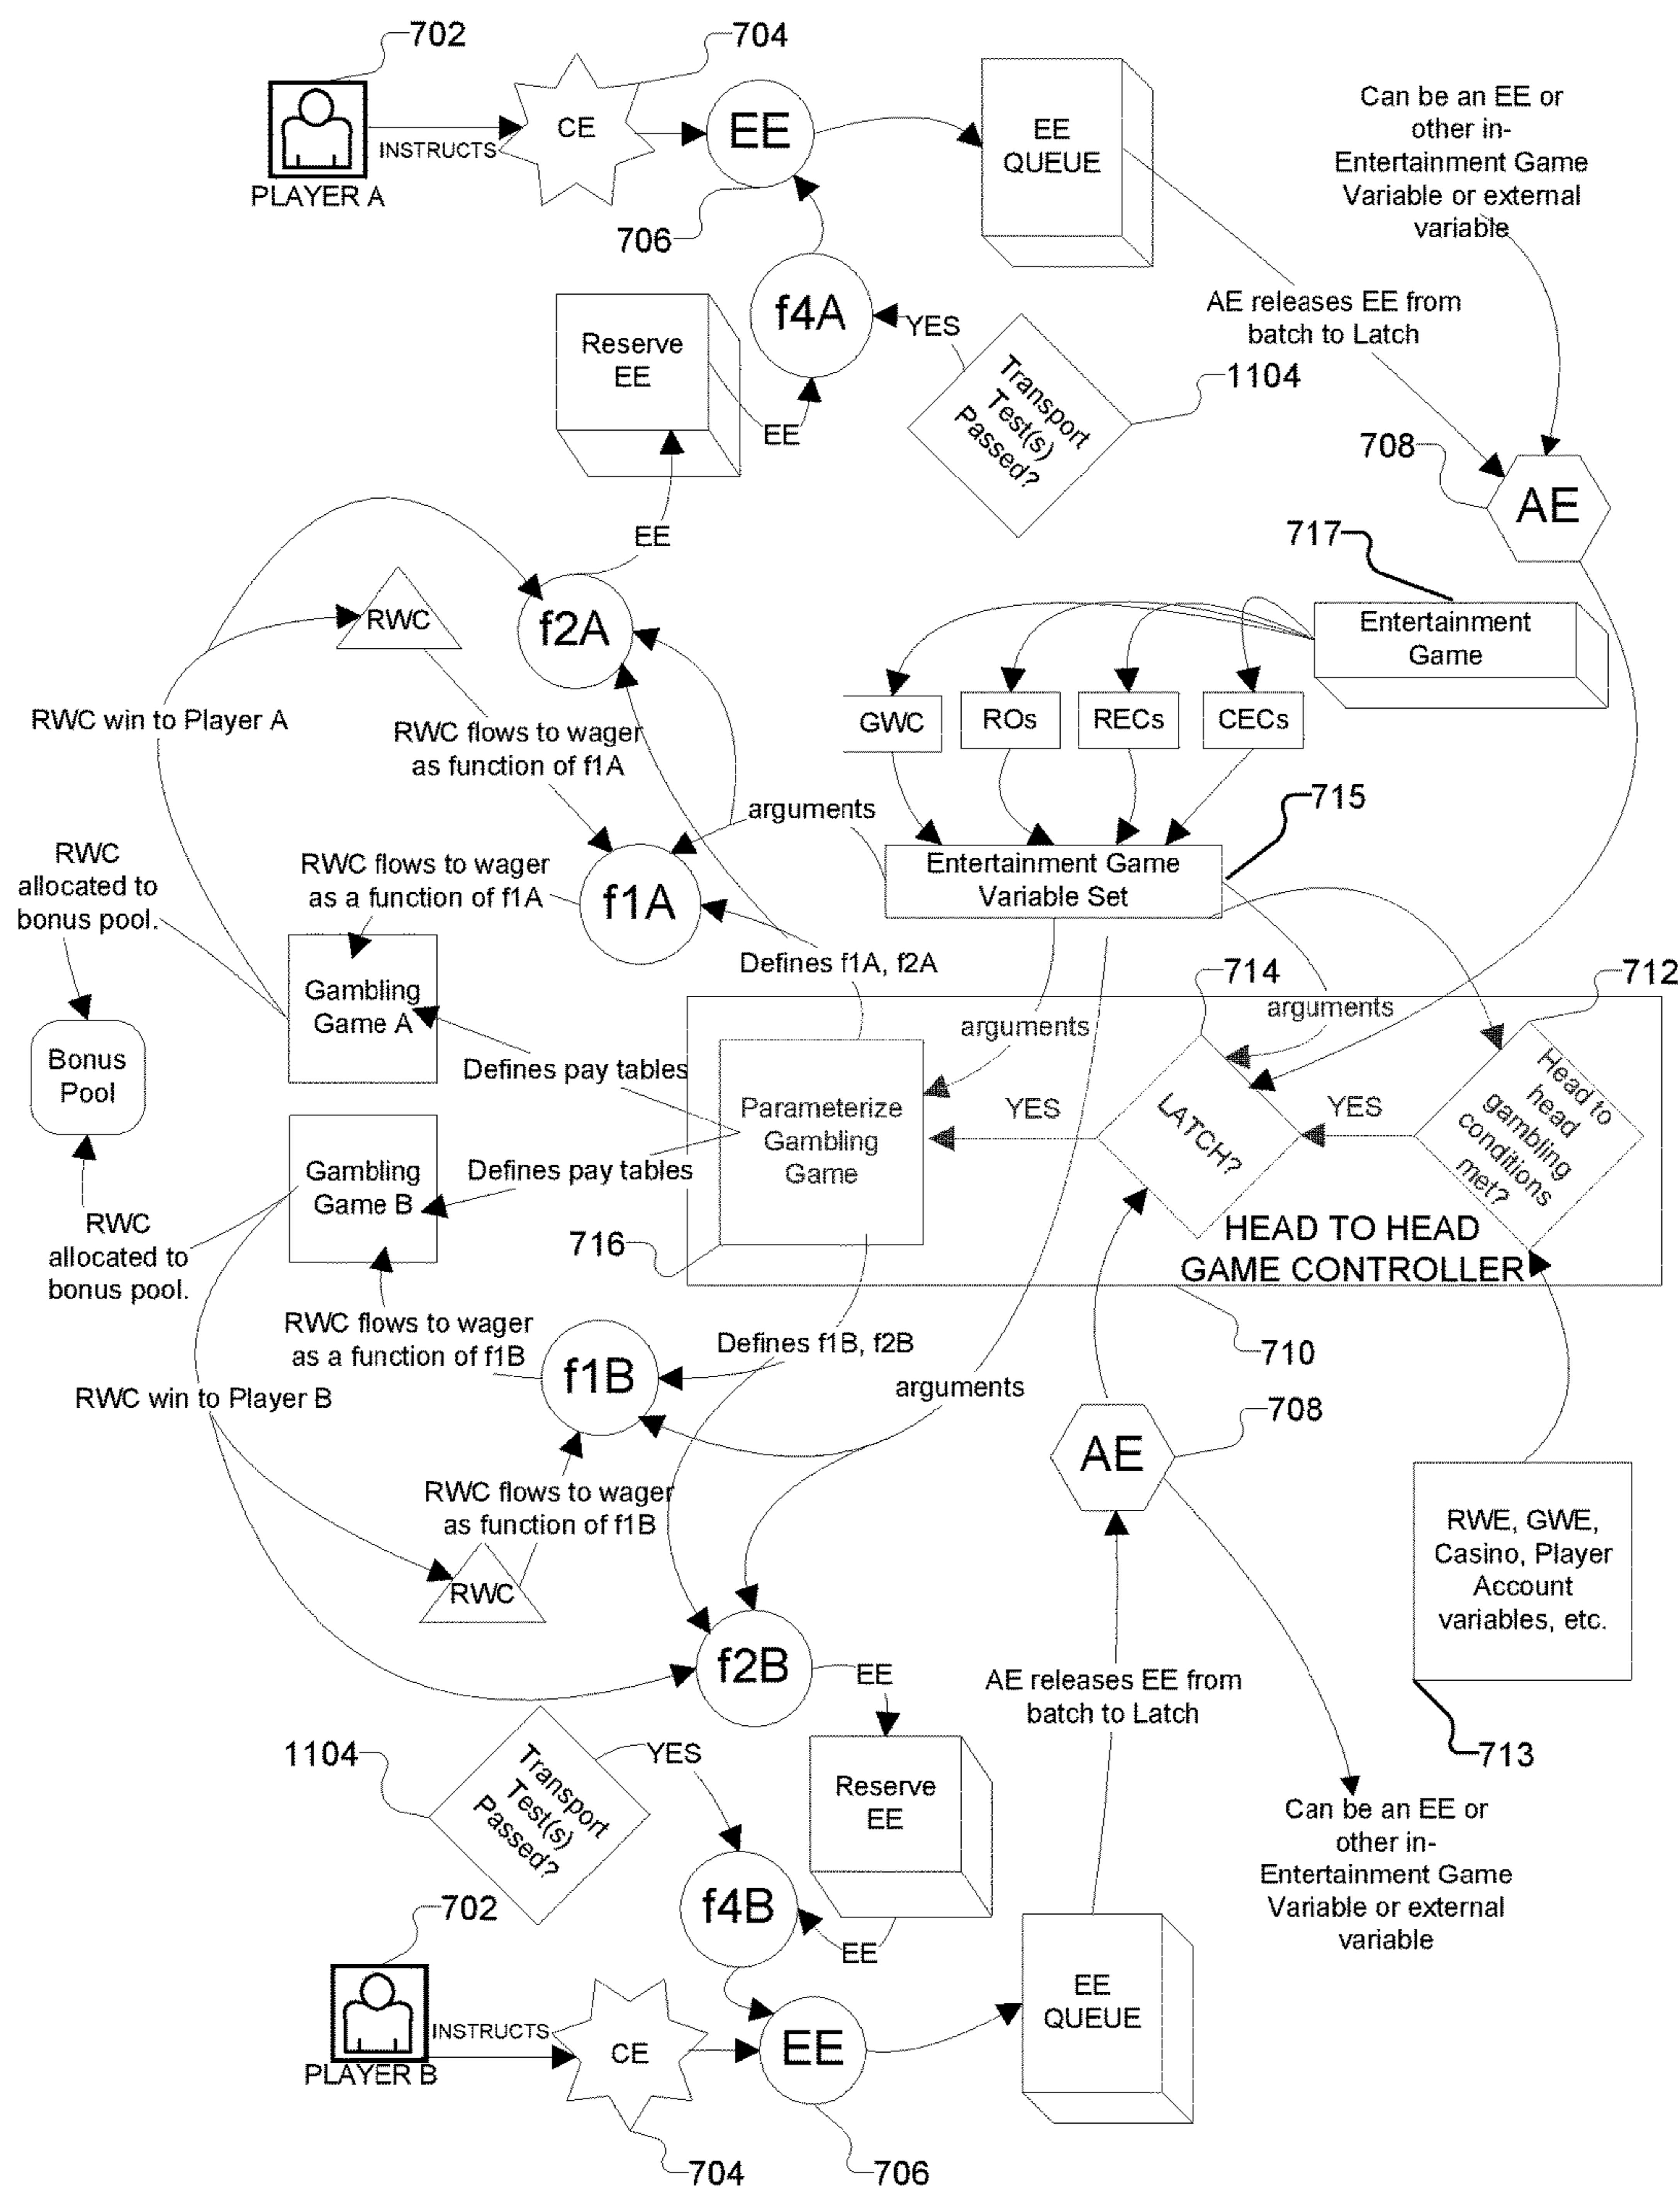 702
704
CE
EE
EE
QUEUE
INSTRUCTS
PLAYER A
706
Can be an EE or
other in-
Entertainment Game
Variable or external
variable
f4A
YES
Reserve
EE
EE
AE releases EE from
batch to Latch
Transport
Test(s)
Passed?
1104
708
AE
EE
717
f2A
RWC
Entertainment
Game
RWC win to Player A
RWC flows to wager
as function of f1A
GWC
ROs
RECs
CECs
arguments
715
RWC
allocated to
bonus pool.
RWC flows to wager
as a function of f1A
f1A
Entertainment Game
Variable Set
Defines f1A, f2A
714
712
Gambling
Game A
arguments
arguments
Bonus
Pool
Defines pay tables
Parameterize
Gambling
Game
YES
LATCH?
YES
Head to
head
gambling
conditions
met?
Gambling
Game B
Defines pay tables
RWC
allocated to
bonus pool.
716
HEAD TO HEAD
GAME CONTROLLER
RWC flows to wager
as a function of f1B
f1B
Defines f1B, f2B
710
RWC win to Player B
arguments
708
AE
RWC flows to wager
as function of f1B
RWC
RWE, GWE,
Casino, Player
Account
variables, etc.
f2B
EE
AE releases EE from
batch to Latch
713
1104
Transport
Test(s)
Passed?
YES
Reserve
EE
Can be an EE or
other in-
Entertainment Game
Variable or external
variable
f4B
EE
702
INSTRUCTS
PLAYER B
CE
EE
EE
QUEUE
704
706